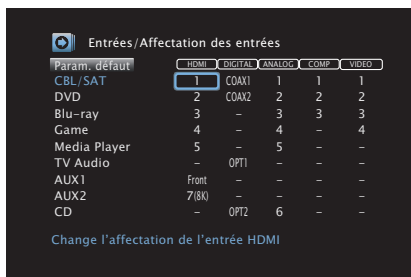 Entrées/Affectation des entrées
Param. défaut HDMI DIGITAL ANALOG COMP VIDEO
CBL/SAT 1 COAX1 1 1 1
DVD 2 COAX2 2 2 2
Blu-ray 3 – 3 3 3
Game 4 – 4 – 4
Media Player 5 – 5 – –
TV Audio – OPT1 – – –
AUX1 Front – – – –
AUX2 7(8K) – – – –
CD – OPT2 6 – –
Change l'affectation de l'entrée HDMI